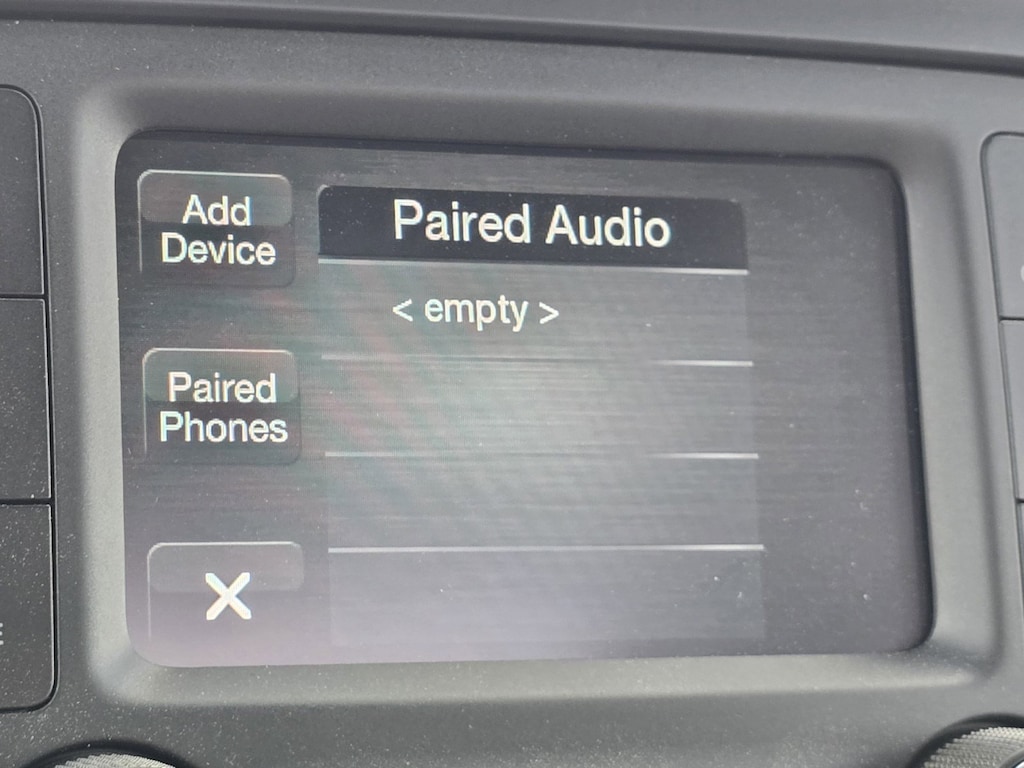 Add
Device
Paired Audio
< empty >
Paired
Phones
X